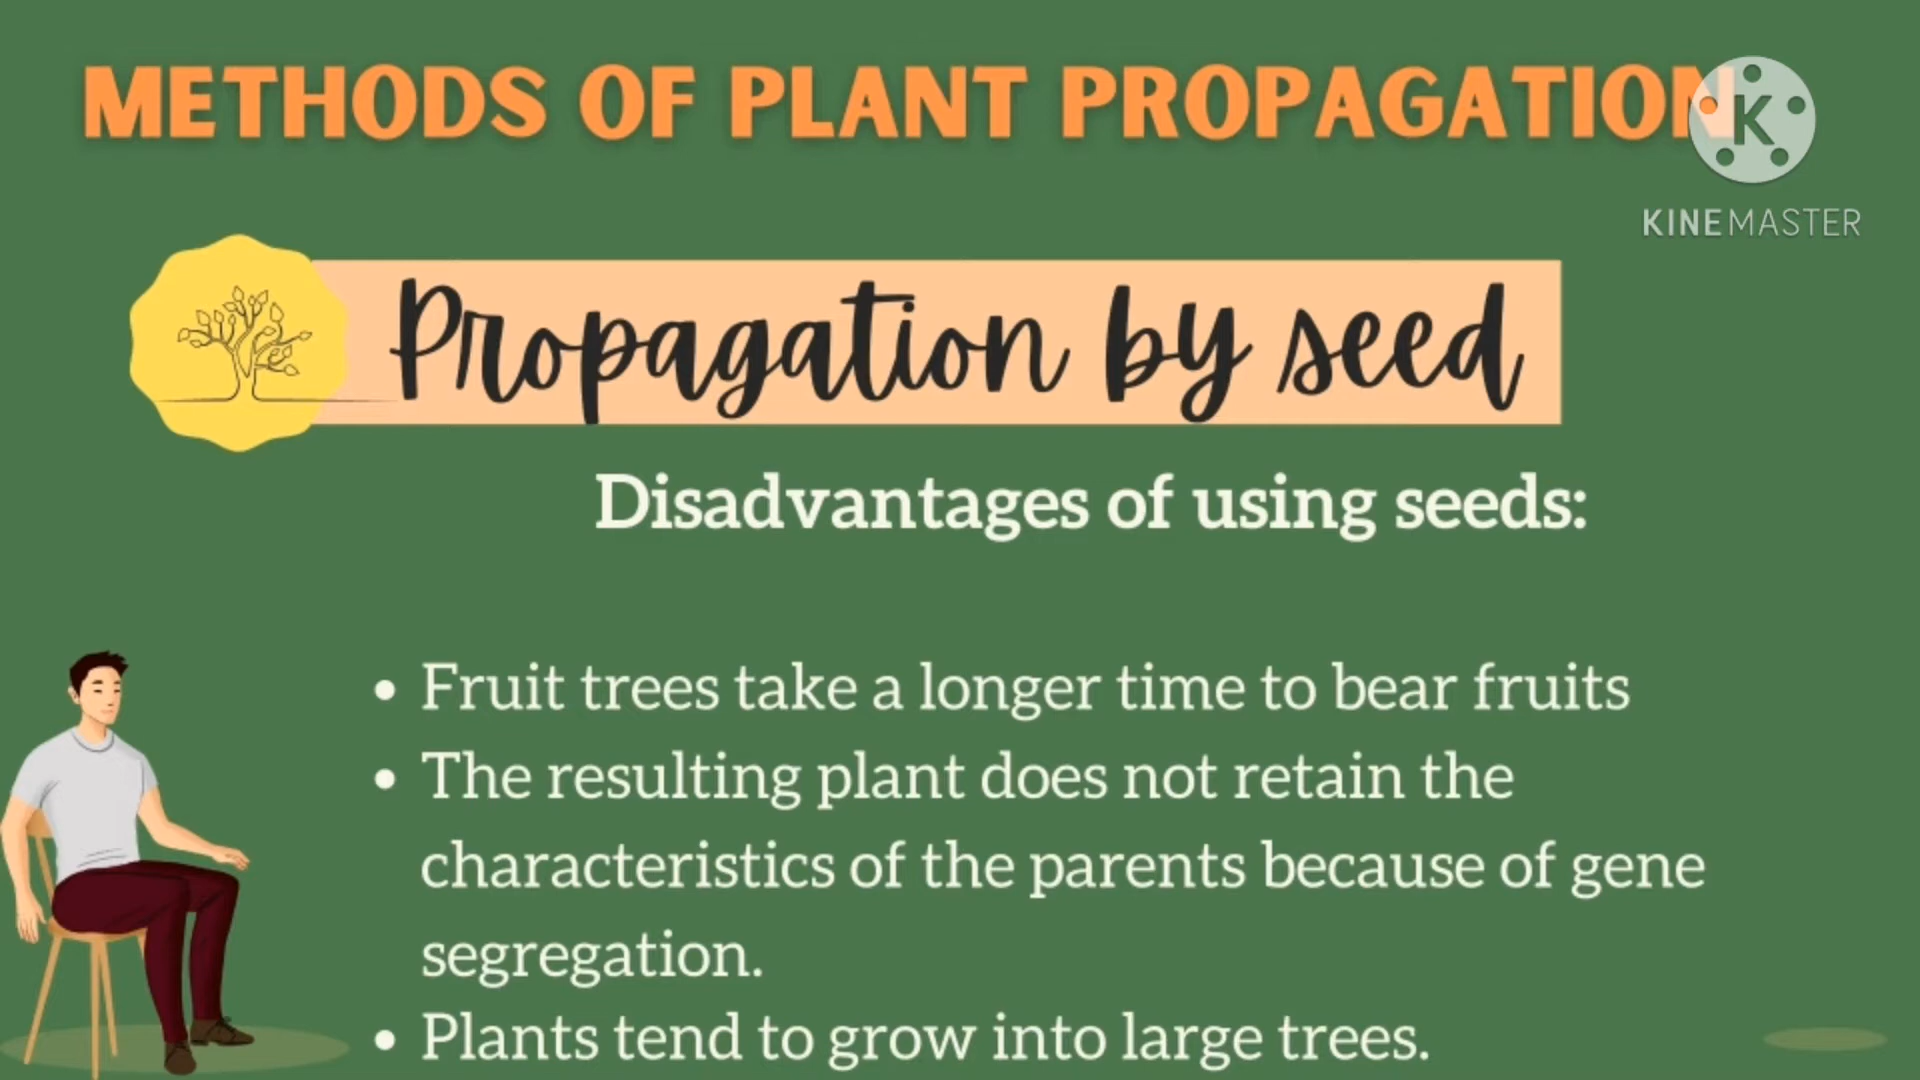 METHODS OF PLANT PROPAGATION
K
KINEMASTER
Propagation by seed
Disadvantages of using seeds:
• Fruit trees take a longer time to bear fruits
• The resulting plant does not retain the
characteristics of the parents because of gene
segregation.
• Plants tend to grow into large trees.